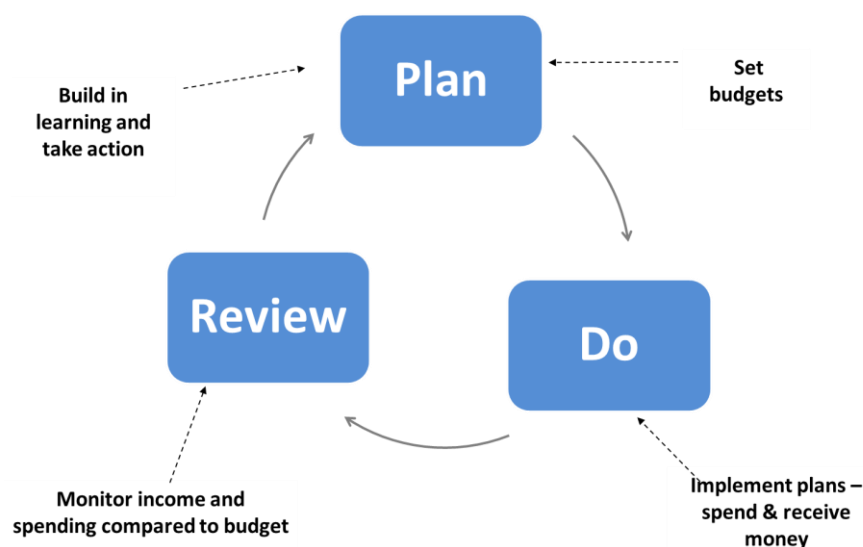 Plan
Set
budgets
Build in
learning and
take action
Review
Do
Monitor income and
spending compared to budget
Implement plans –
spend & receive
money